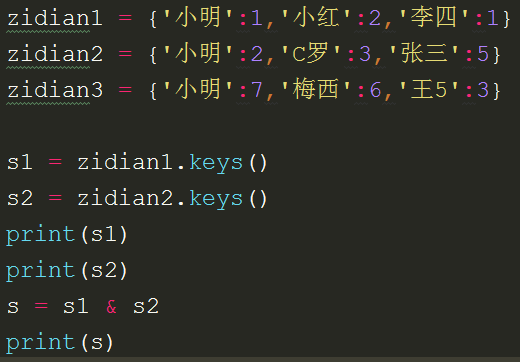 zidian1 = {'小明':1,'小红':2,'李四':1}
zidian2 = {'小明':2,'C罗':3,'张三':5}
zidian3 = {'小明':7,'梅西':6,'王5':3}
s1 = zidian1.keys()
s2 = zidian2.keys()
print(s1)
print(s2)
s = s1 & s2
print(s)